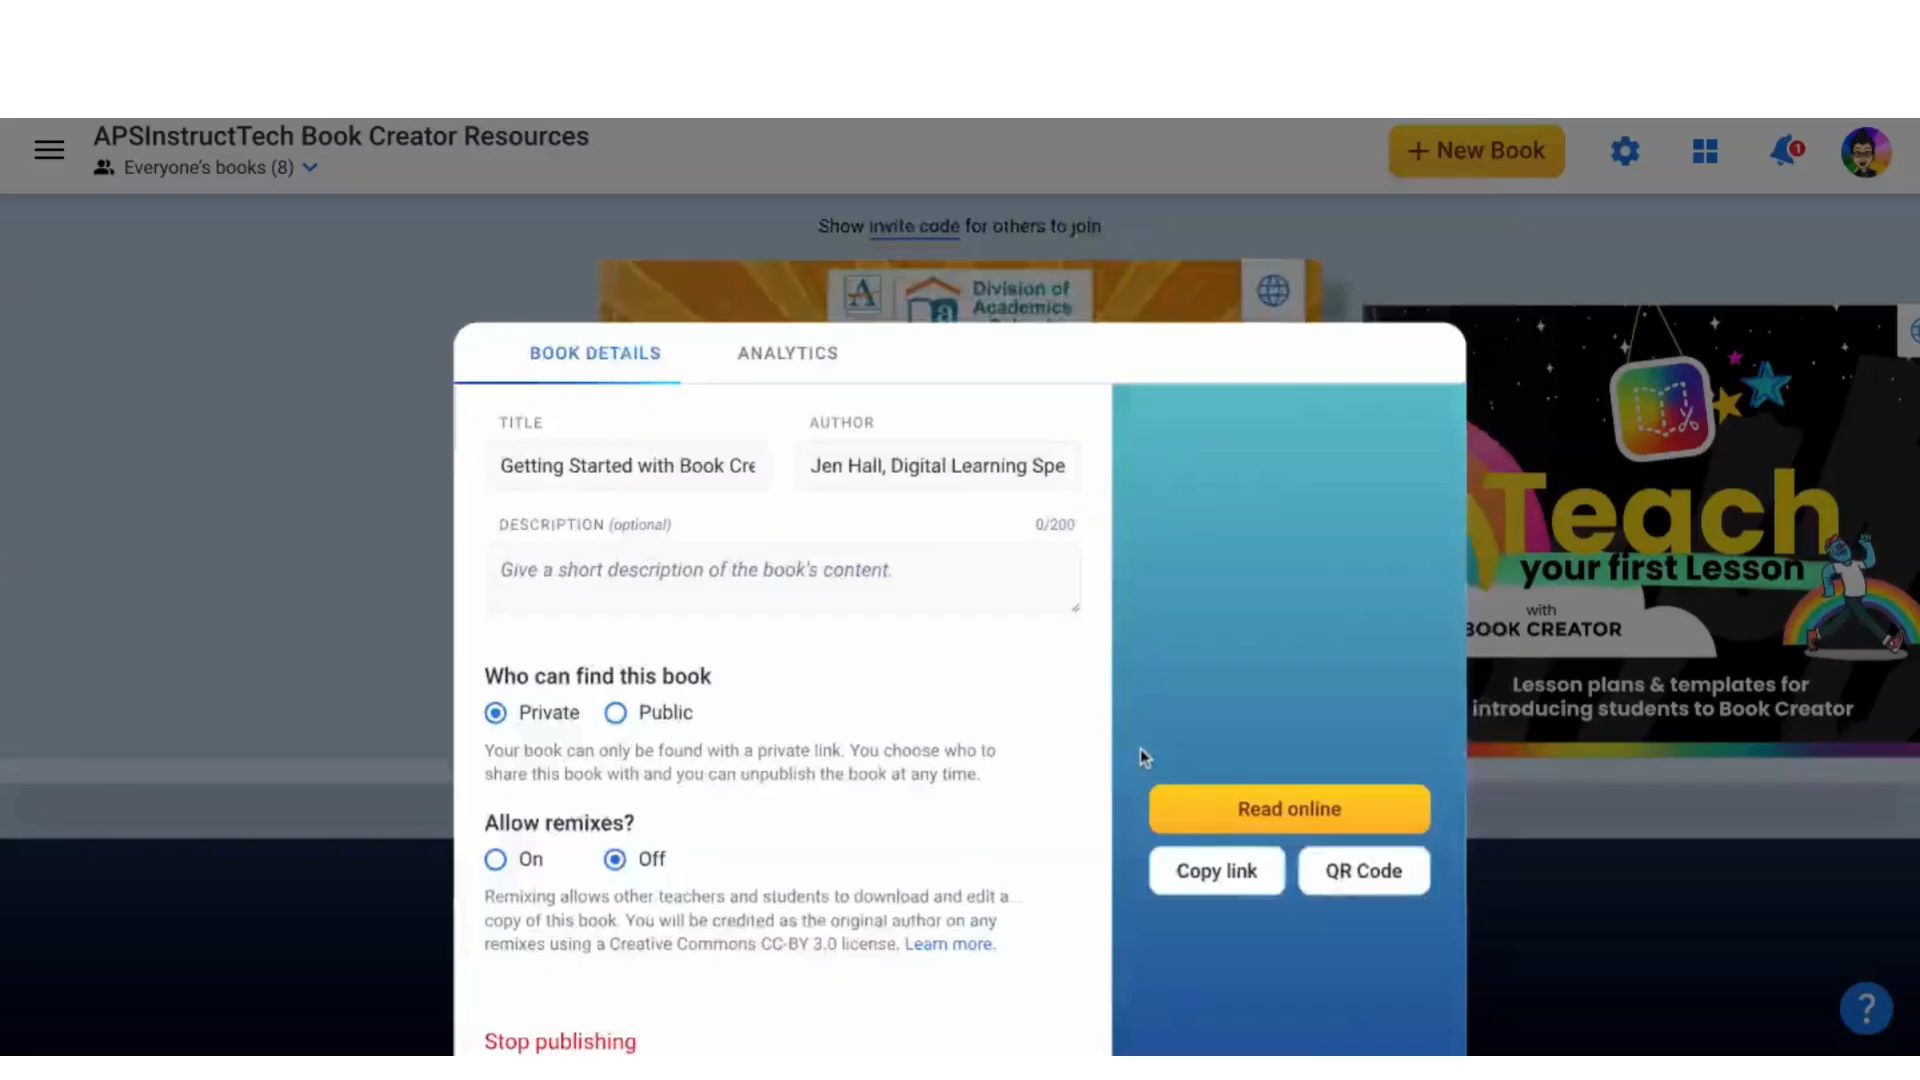 APSInstructTech Book Creator Resources
Everyone's books (8)
+ New Book
1
Show invite code for others to join
A
Division of
Academics
a
BOOK DETAILS
ANALYTICS
TITLE
AUTHOR
Getting Started with Book Cre
Jen Hall, Digital Learning Spe
DESCRIPTION (optional)
0/200
Give a short description of the book's content.
Who can find this book
Private
Public
Your book can only be found with a private link. You choose who to
share this book with and you can unpublish the book at any time.
Allow remixes?
On
Off
Remixing allows other teachers and students to download and edit a
copy of this book. You will be credited as the original author on any
remixes using a Creative Commons CC-BY 3.0 license. Learn more.
Stop publishing
Read online
Copy link
QR Code
Teach
your first Lesson
with
BOOK CREATOR
Lesson plans & templates for
introducing students to Book Creator
?